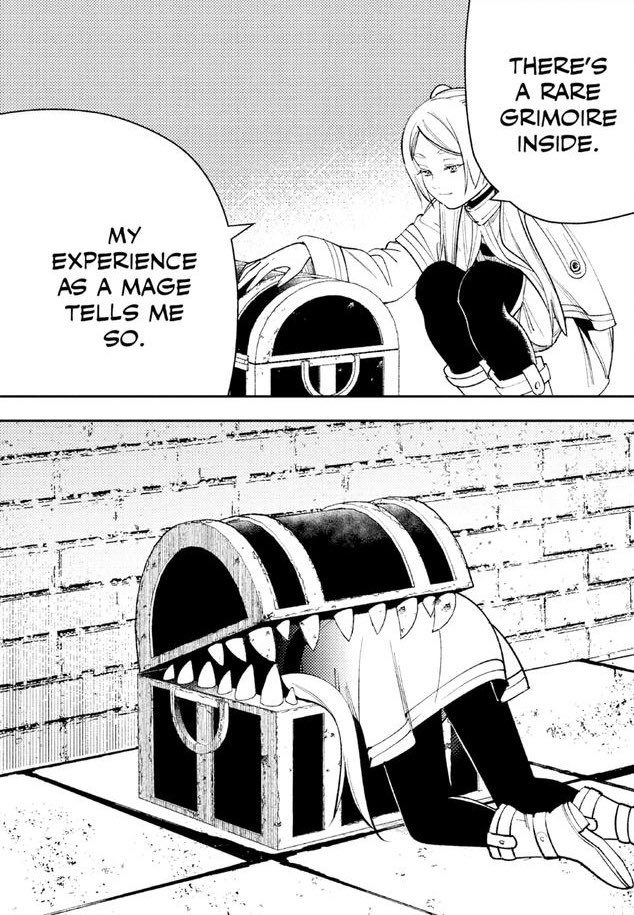 THERE'S
A RARE
GRIMOIRE
INSIDE.
MY
EXPERIENCE
AS A MAGE
TELLS ME
SO.